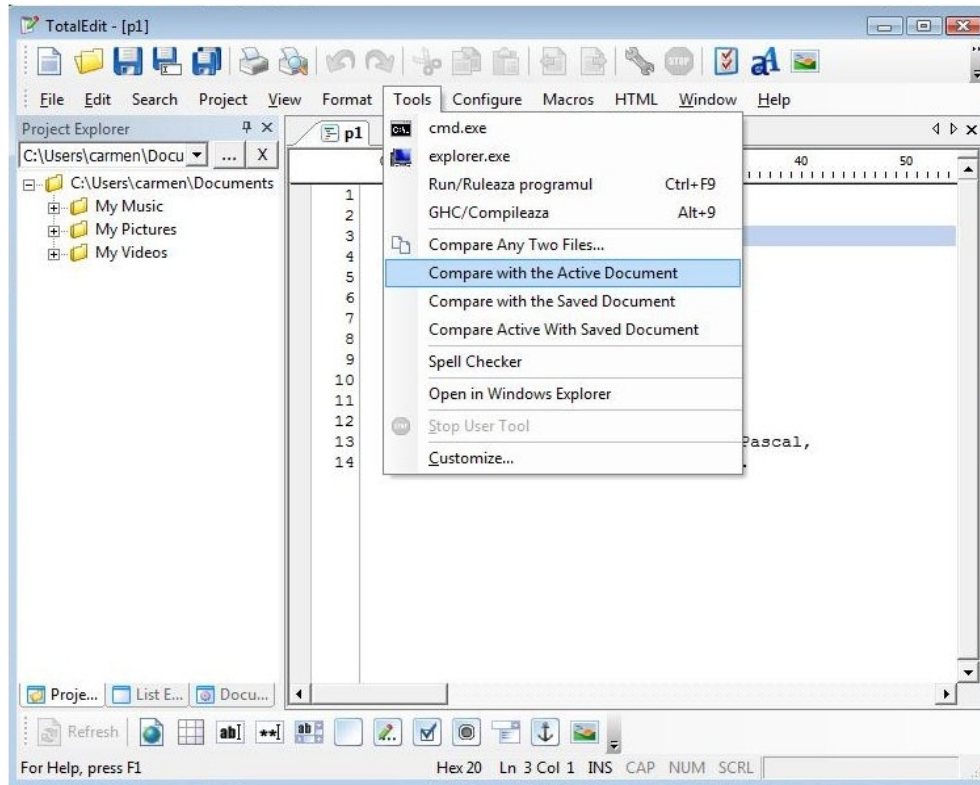 TotalEdit - [p1]
File Edit Search Project View Format Tools Configure Macros HTML Window Help
Project Explorer
C:\Users\carmen\Docu ... X
C:\Users\carmen\Documents
My Music
My Pictures
My Videos
p1
cmd.exe
explorer.exe
Run/Ruleaza programul Ctrl+F9
GHC/Compileaza Alt+9
Compare Any Two Files...
Compare with the Active Document
Compare with the Saved Document
Compare Active With Saved Document
Spell Checker
Open in Windows Explorer
Stop User Tool
Customize...
40 50
1
2
3
4
5
6
7
8
9
10
11
12
13 Pascal,
14 .
Proje... List E... Docu...
Refresh
For Help, press F1 Hex 20 Ln 3 Col 1 INS CAP NUM SCRL